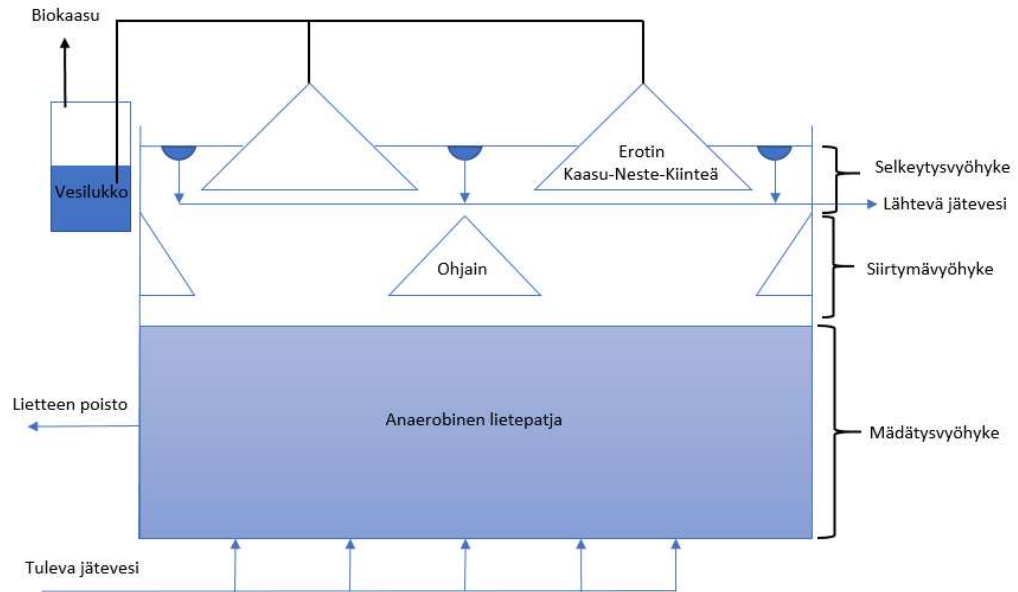 Biokaasu
Vesilukko
Erotin
Kaasu-Neste-Kiinteä
Selkeytysvyöhyke
Lähtevä jätevesi
Ohjain
Siirtymävyöhyke
Lietteen poisto
Anaerobinen lietepatja
Mädätysvyöhyke
Tuleva jätevesi